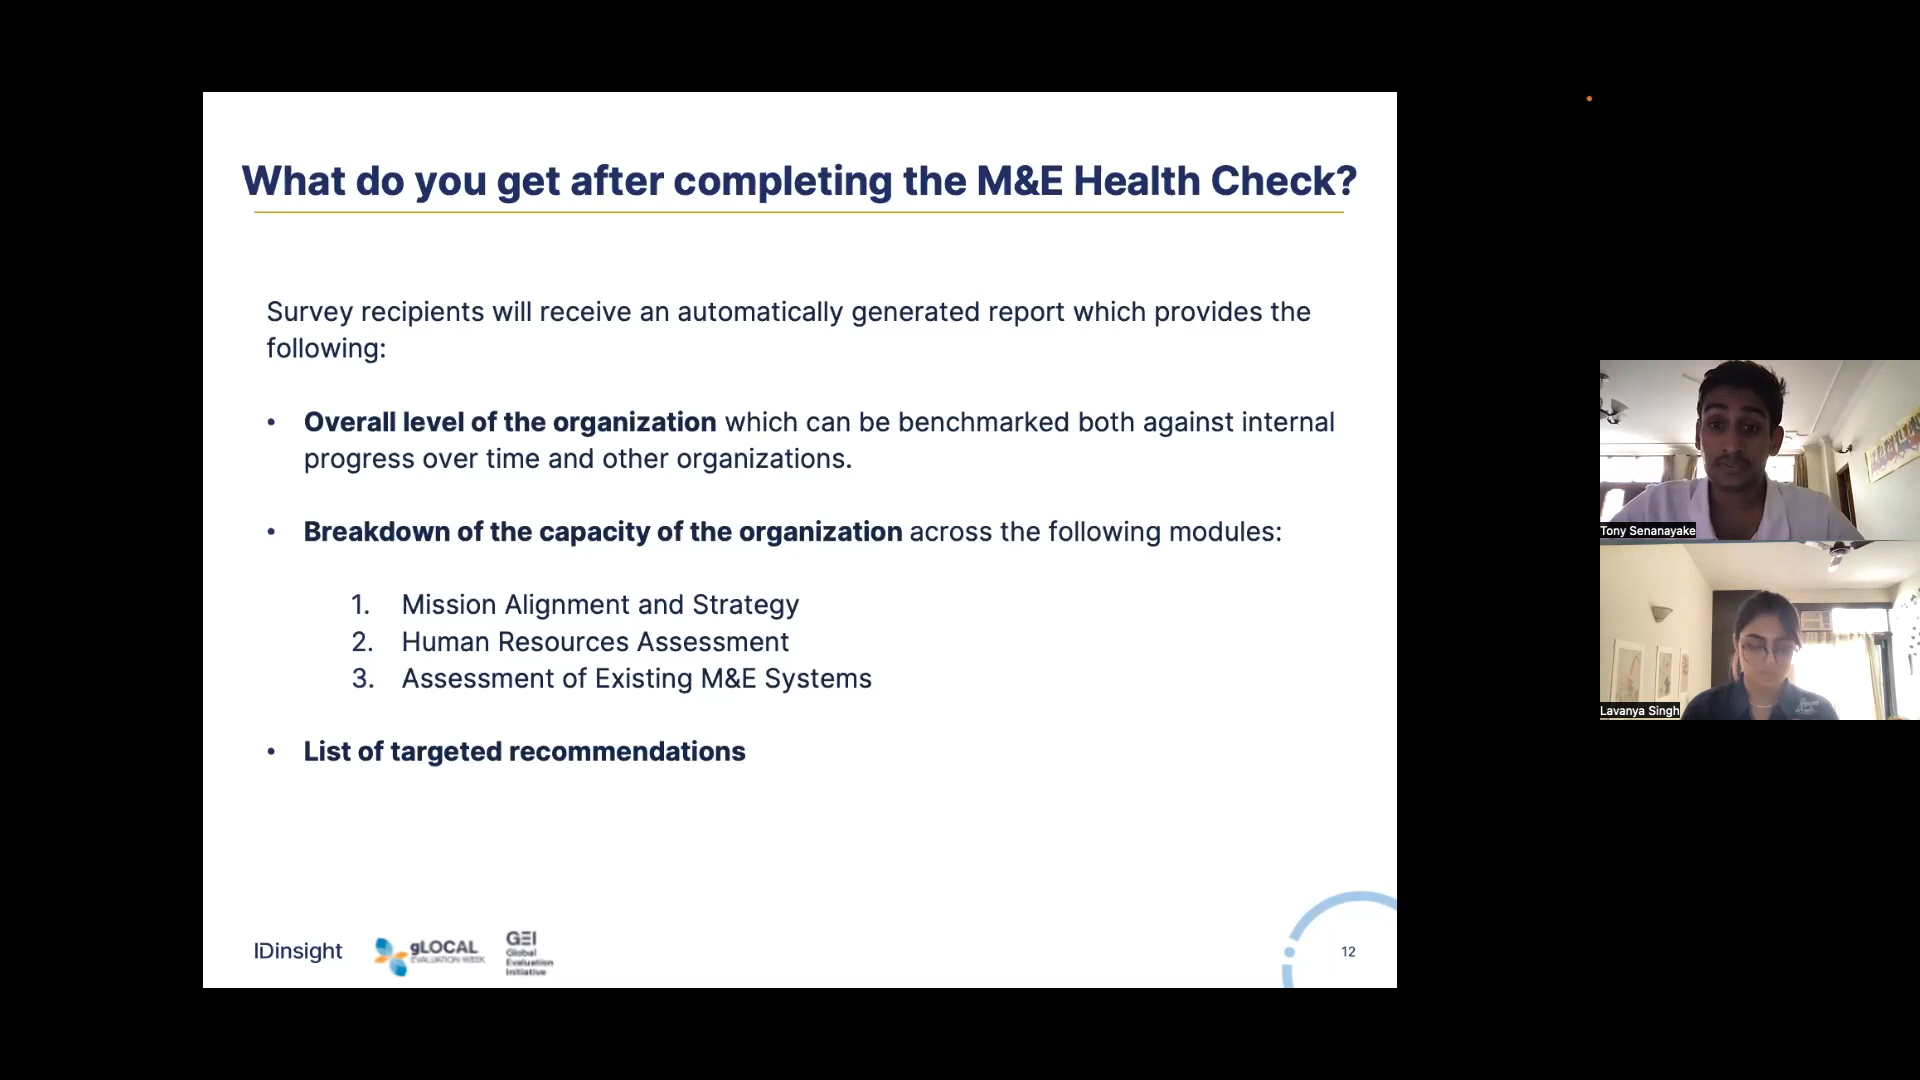 What do you get after completing the M&E Health Check?
Survey recipients will receive an automatically generated report which provides the
following:
• Overall level of the organization which can be benchmarked both against internal
progress over time and other organizations.
• Breakdown of the capacity of the organization across the following modules:
1. Mission Alignment and Strategy
2. Human Resources Assessment
3. Assessment of Existing M&E Systems
• List of targeted recommendations
IDinsight
gLOCAL
EVALUATION WEEK
GEI
Global
Evaluation
Initiative
12
Tony Senanayake
Lavanya Singh